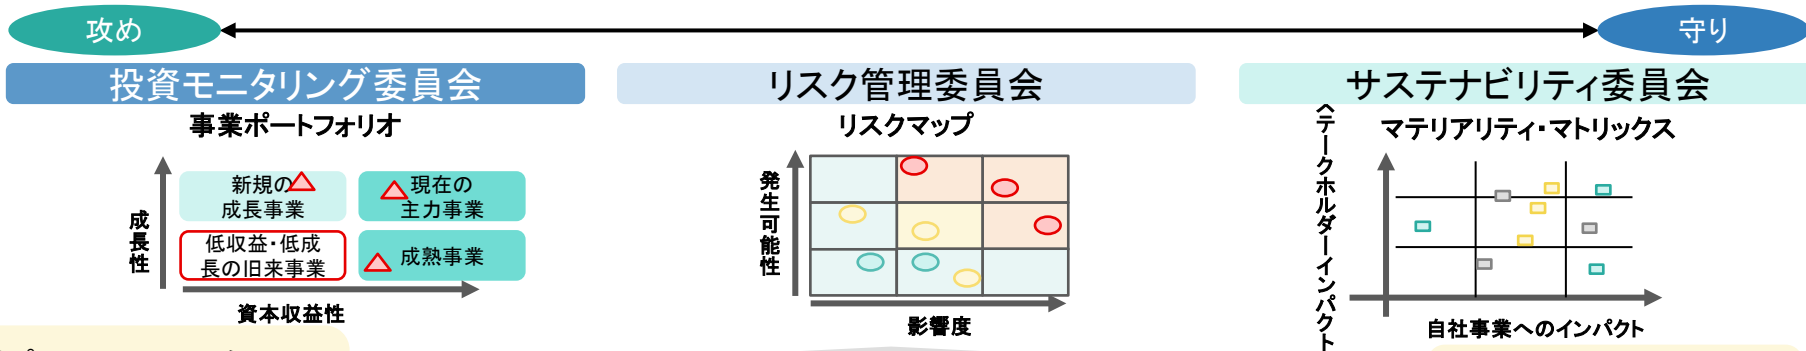 攻め
守り
投資モニタリング委員会
リスク管理委員会
サステナビリティ委員会
事業ポートフォリオ
成長性
新規の
成長事業
現在の
主力事業
低収益・低成
長の旧来事業
成熟事業
資本収益性
リスクマップ
発生可能性
影響度
マテリアリティ・マトリックス
テークホルダーインパクト
自社事業へのインパクト